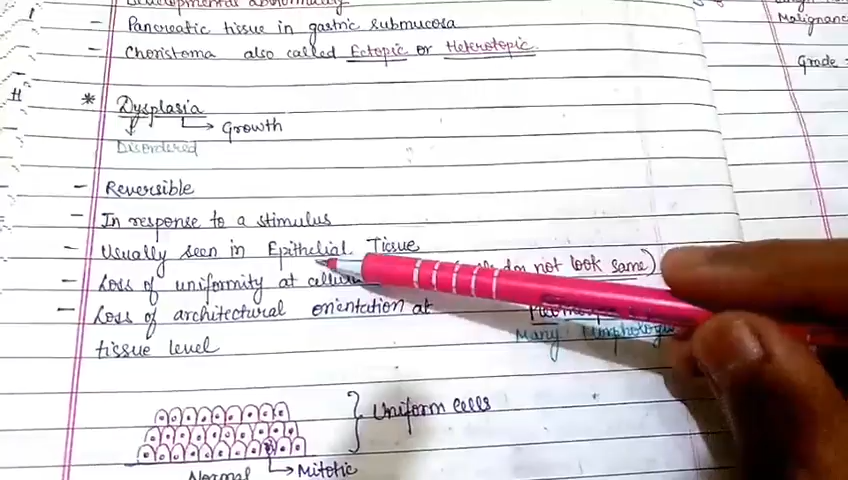 Developmental abnormality
Pancreatic tissue in gastric submucosa
- Choristoma also called Ectopic or Heterotopic.
* Dysplasia
Growth
Disordered
- Reversible
- In response to a stimulus
- Usually seen in Epithelial Tissue
- Loss of uniformity at do not look same)
- Loss of architectural orientation at
Many
tissue level
Uniform cells
Normal
Mitotic
Malignanc
Grade